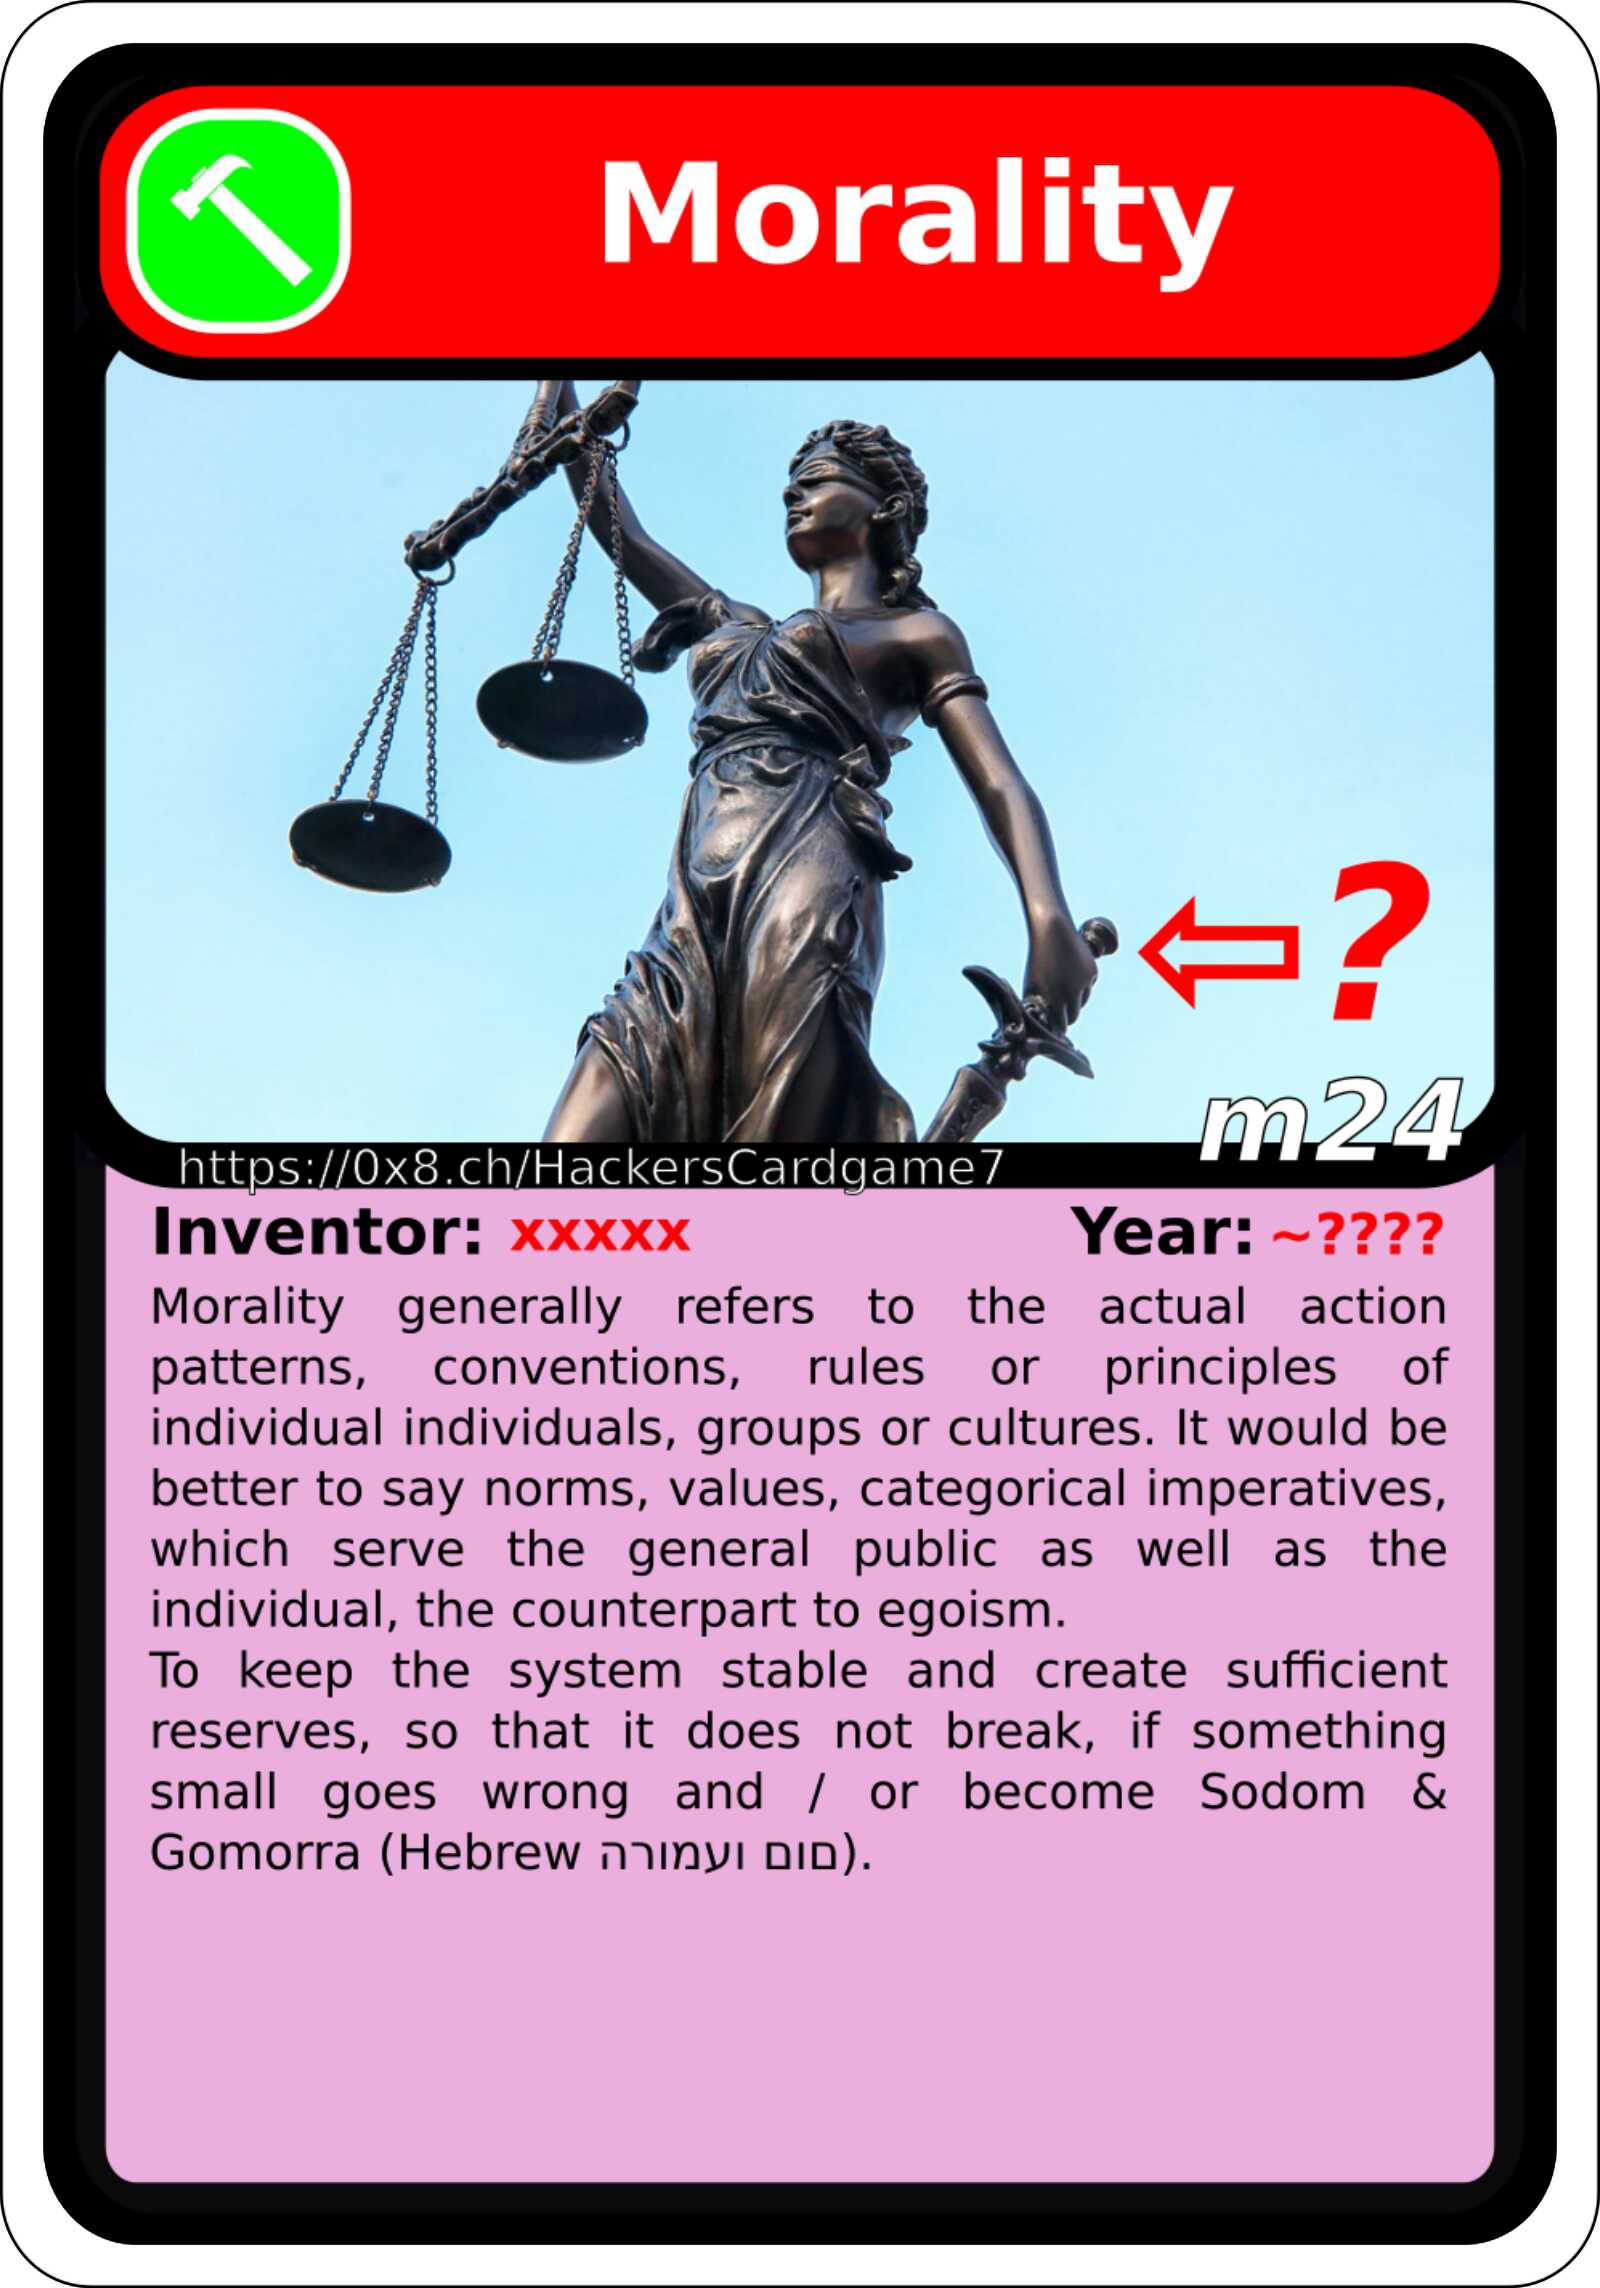 Morality
?
m24
https://0x8.ch/HackersCardgame7
Inventor: xxxxx Year: ~????
Morality generally refers to the actual action
patterns, conventions, rules or principles of
individual individuals, groups or cultures. It would be
better to say norms, values, categorical imperatives,
which serve the general public as well as the
individual, the counterpart to egoism.
To keep the system stable and create sufficient
reserves, so that it does not break, if something
small goes wrong and / or become Sodom &
Gomorra (Hebrew סום ועמורה).